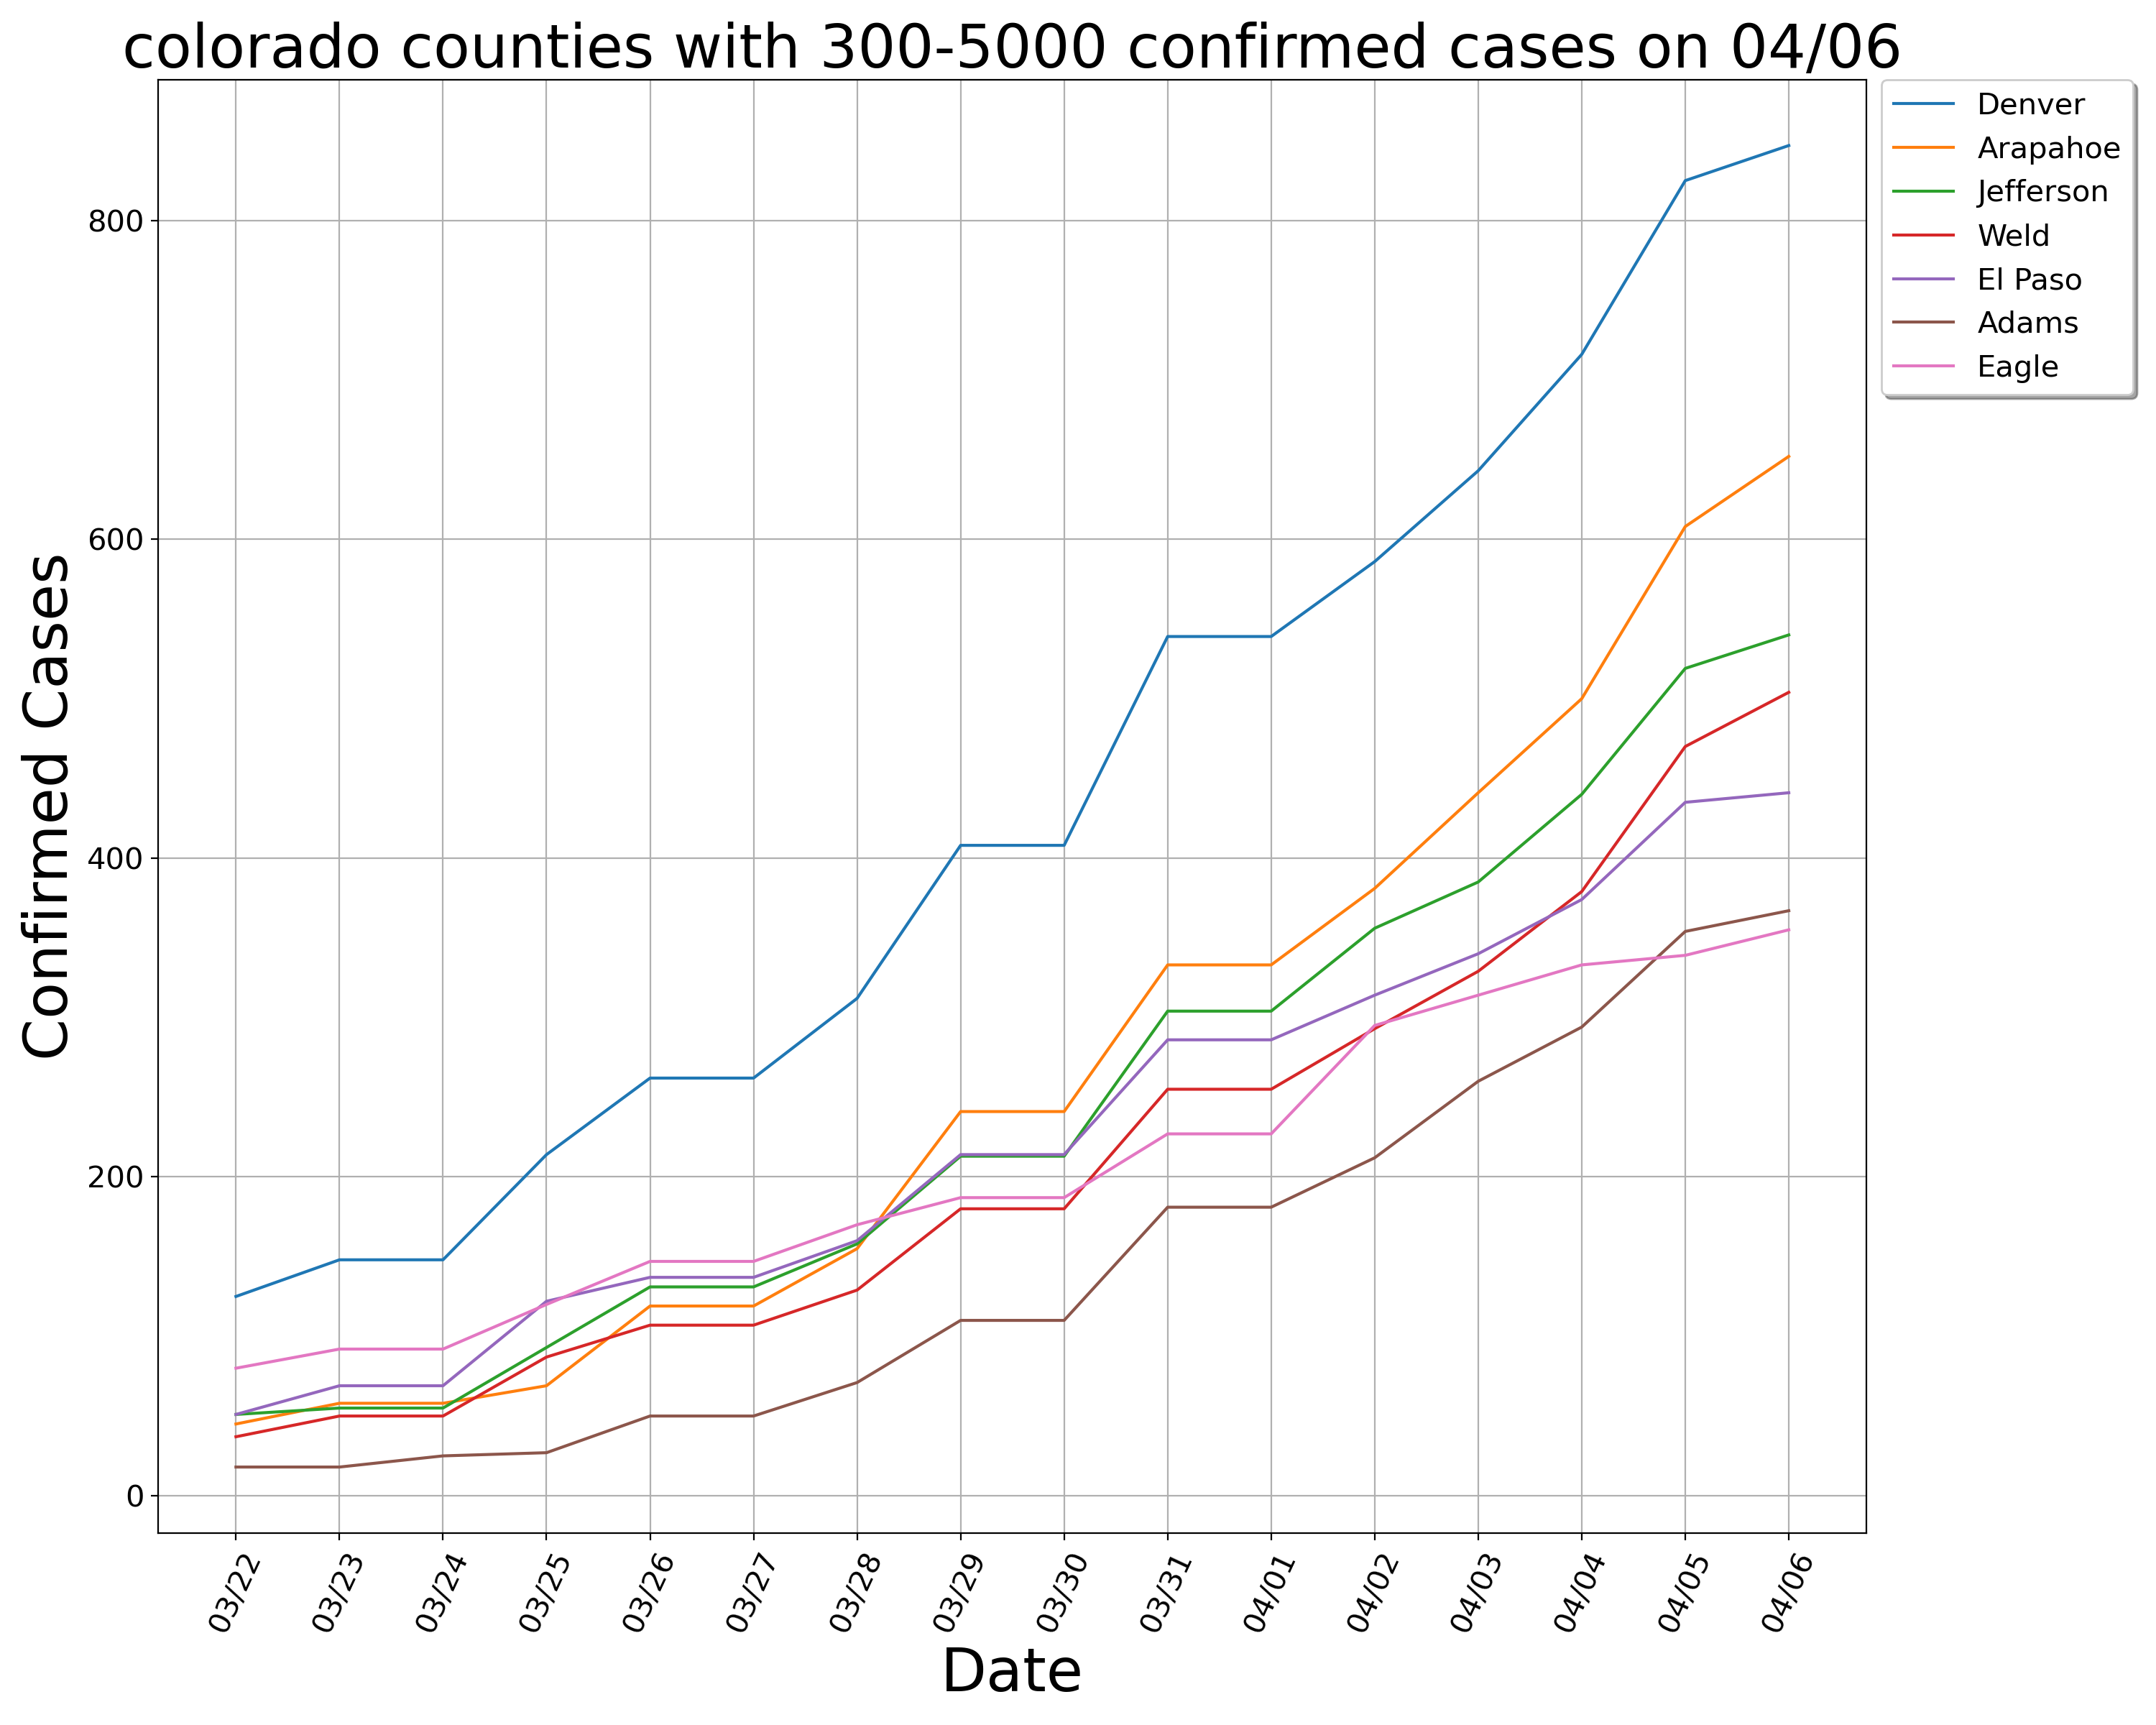 colorado counties with 300-5000 confirmed cases on 04/06
Denver
Arapahoe
Jefferson
Weld
El Paso
Adams
Eagle
Confirmed Cases
800
600
400
200
0
03/22
03/23
03/24
03/25
03/26
03/27
03/28
03/29
03/30
03/31
04/01
04/02
04/03
04/04
04/05
04/06
Date